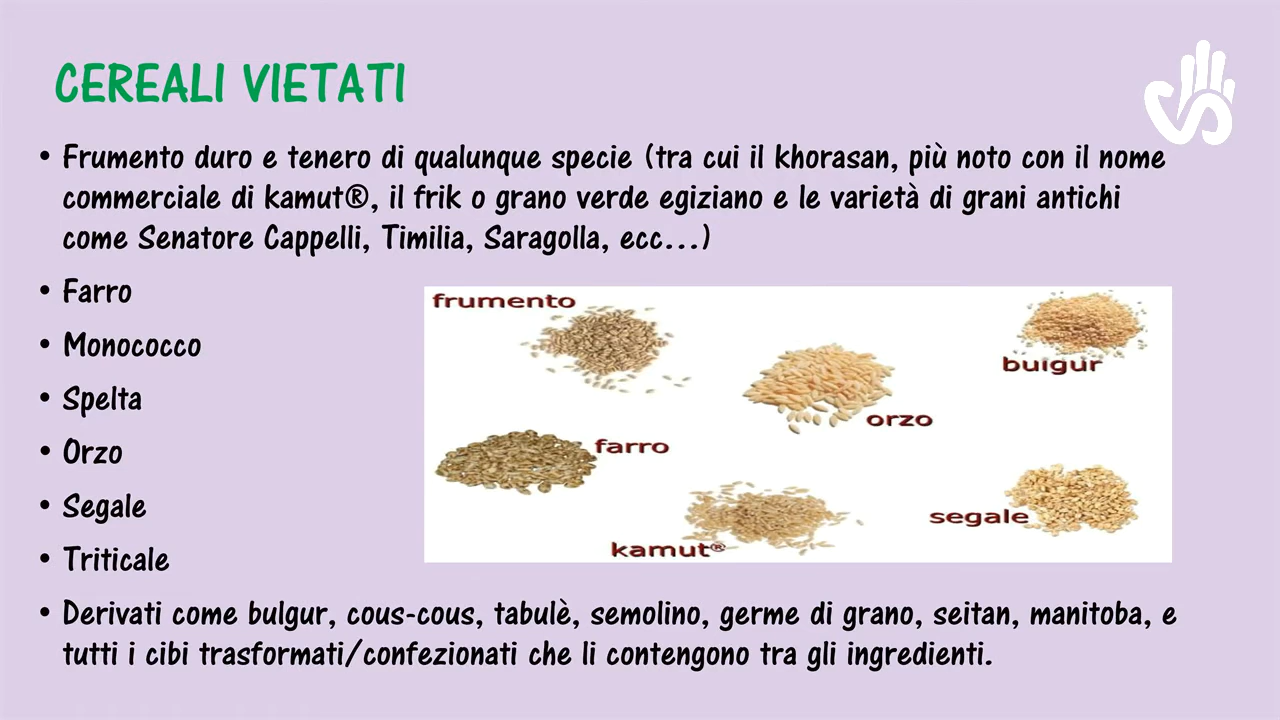 CEREALI VIETATI
• Frumento duro e tenero di qualunque specie (tra cui il khorasan, più noto con il nome
commerciale di kamut®, il frik o grano verde egiziano e le varietà di grani antichi
come Senatore Cappelli, Timilia, Saragolla, ecc...)
• Farro
• Monococco
• Spelta
• Orzo
• Segale
• Triticale
frumento
bulgur
orzo
farro
segale
kamut®
• Derivati come bulgur, cous-cous, tabulè, semolino, germe di grano, seitan, manitoba, e
tutti i cibi trasformati/confezionati che li contengono tra gli ingredienti.